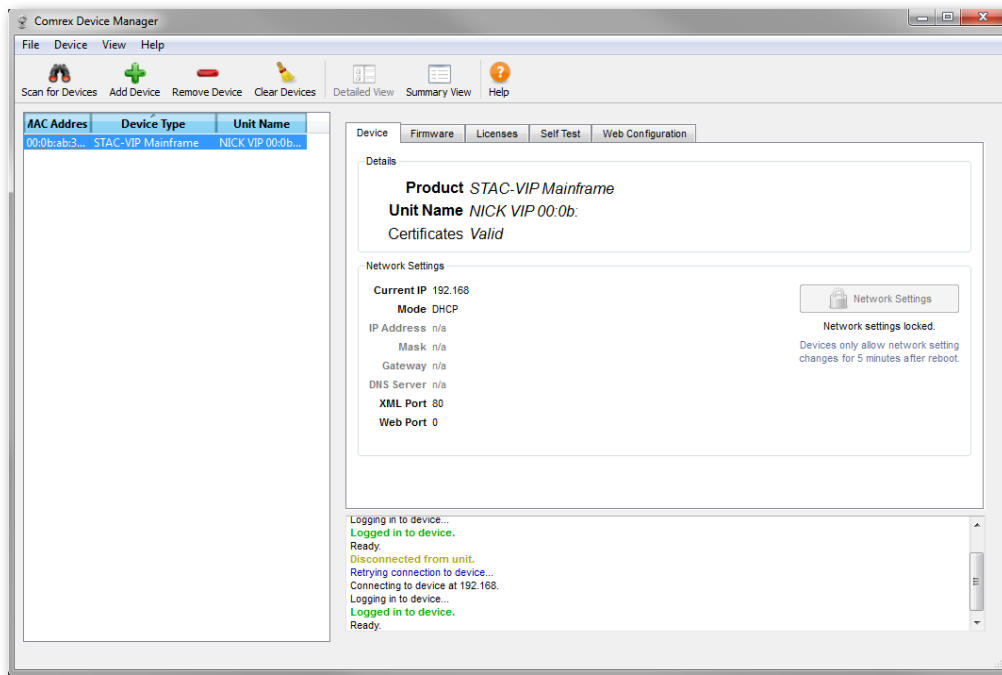 Comrex Device Manager
File Device View Help
Scan for Devices Add Device Remove Device Clear Devices Detailed View Summary View Help
MAC Addres Device Type Unit Name
00:0b:ab:3... STAC-VIP Mainframe NICK VIP 00:0b...
Device Firmware Licenses Self Test Web Configuration
Details
Product STAC-VIP Mainframe
Unit Name NICK VIP 00:0b:
Certificates Valid
Network Settings
Current IP 192.168
Mode DHCP
IP Address n/a
Mask n/a
Gateway n/a
DNS Server n/a
XML Port 80
Web Port 0
Network Settings
Network settings locked.
Devices only allow network setting
changes for 5 minutes after reboot.
Logging in to device...
Logged in to device.
Ready.
Disconnected from unit.
Retrying connection to device...
Connecting to device at 192.168.
Logging in to device...
Logged in to device.
Ready.